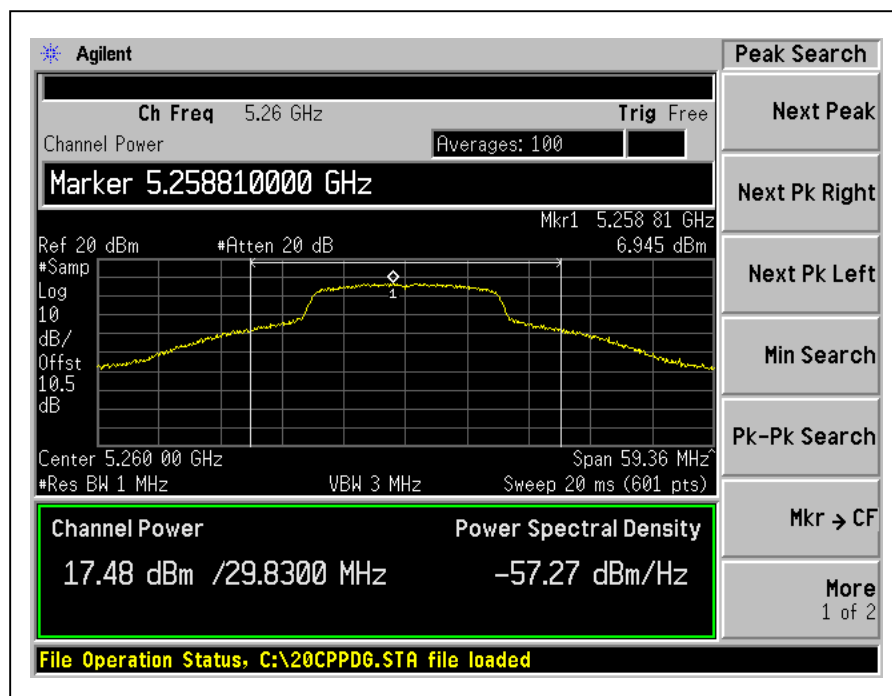 Agilent
Peak Search
Ch Freq 5.26 GHz Trig Free
Channel Power Averages: 100
Marker 5.258810000 GHz
Mkr1 5.258 81 GHz
Ref 20 dBm #Atten 20 dB 6.945 dBm
#Samp
Log
10
dB/
Offst
10.5
dB
1
Center 5.260 00 GHz Span 59.36 MHz^
#Res BW 1 MHz VBW 3 MHz Sweep 20 ms (601 pts)
Channel Power Power Spectral Density
17.48 dBm /29.8300 MHz -57.27 dBm/Hz
File Operation Status, C:\20CPPDG.STA file loaded
Next Peak
Next Pk Right
Next Pk Left
Min Search
Pk-Pk Search
Mkr → CF
More
1 of 2